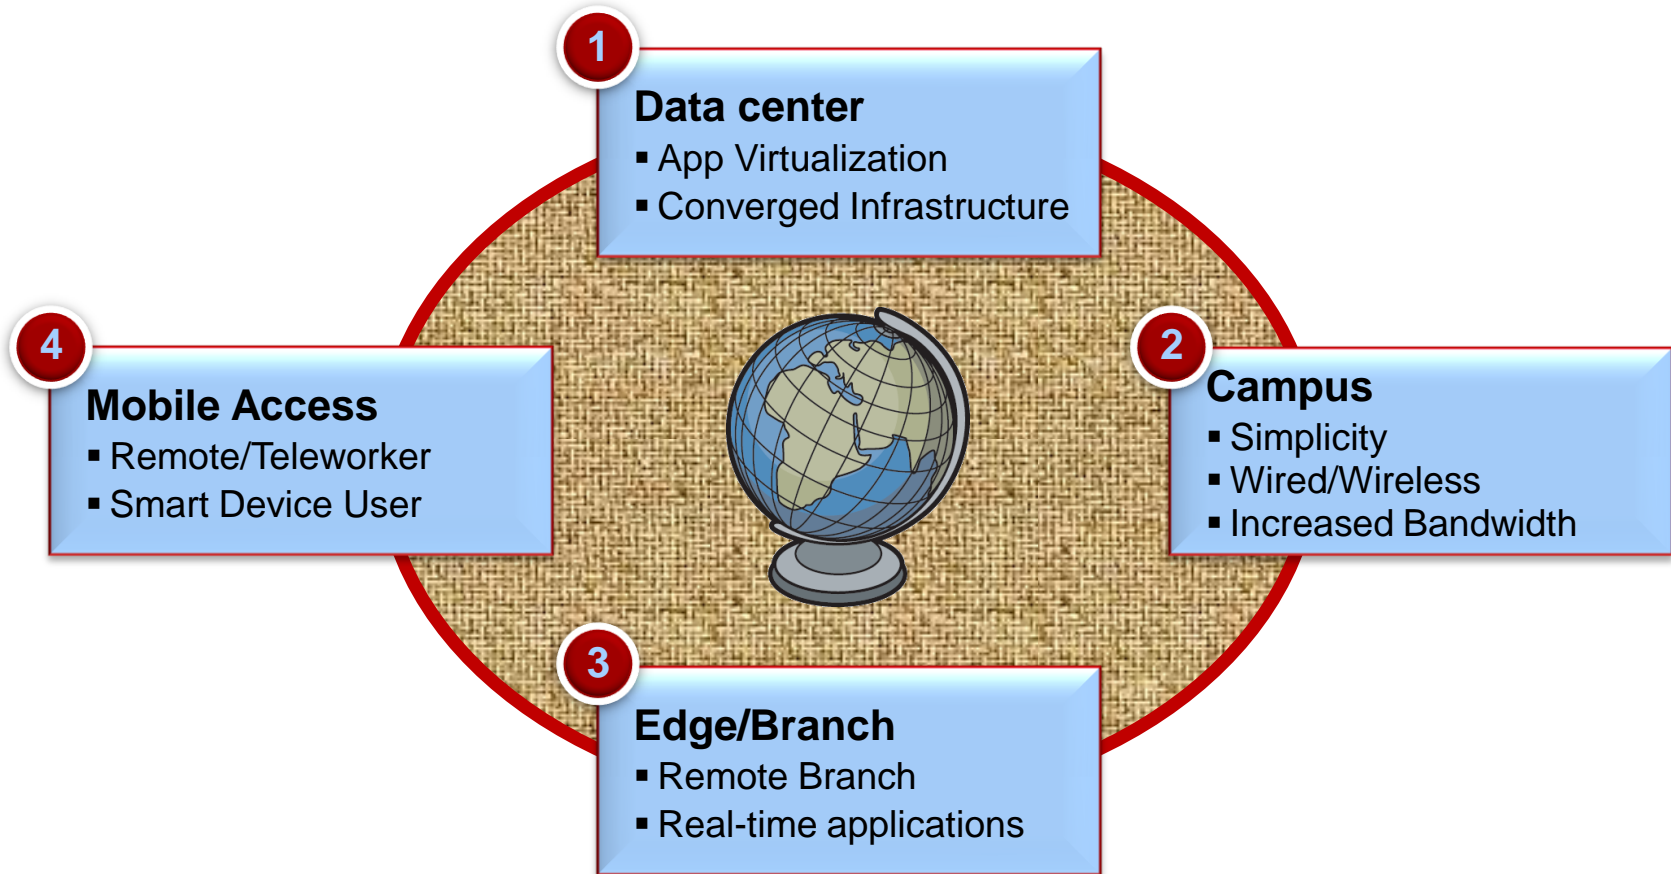 1
Data center
▪ App Virtualization
▪ Converged Infrastructure
2
Campus
▪ Simplicity
▪ Wired/Wireless
▪ Increased Bandwidth
3
Edge/Branch
▪ Remote Branch
▪ Real-time applications
4
Mobile Access
▪ Remote/Teleworker
▪ Smart Device User